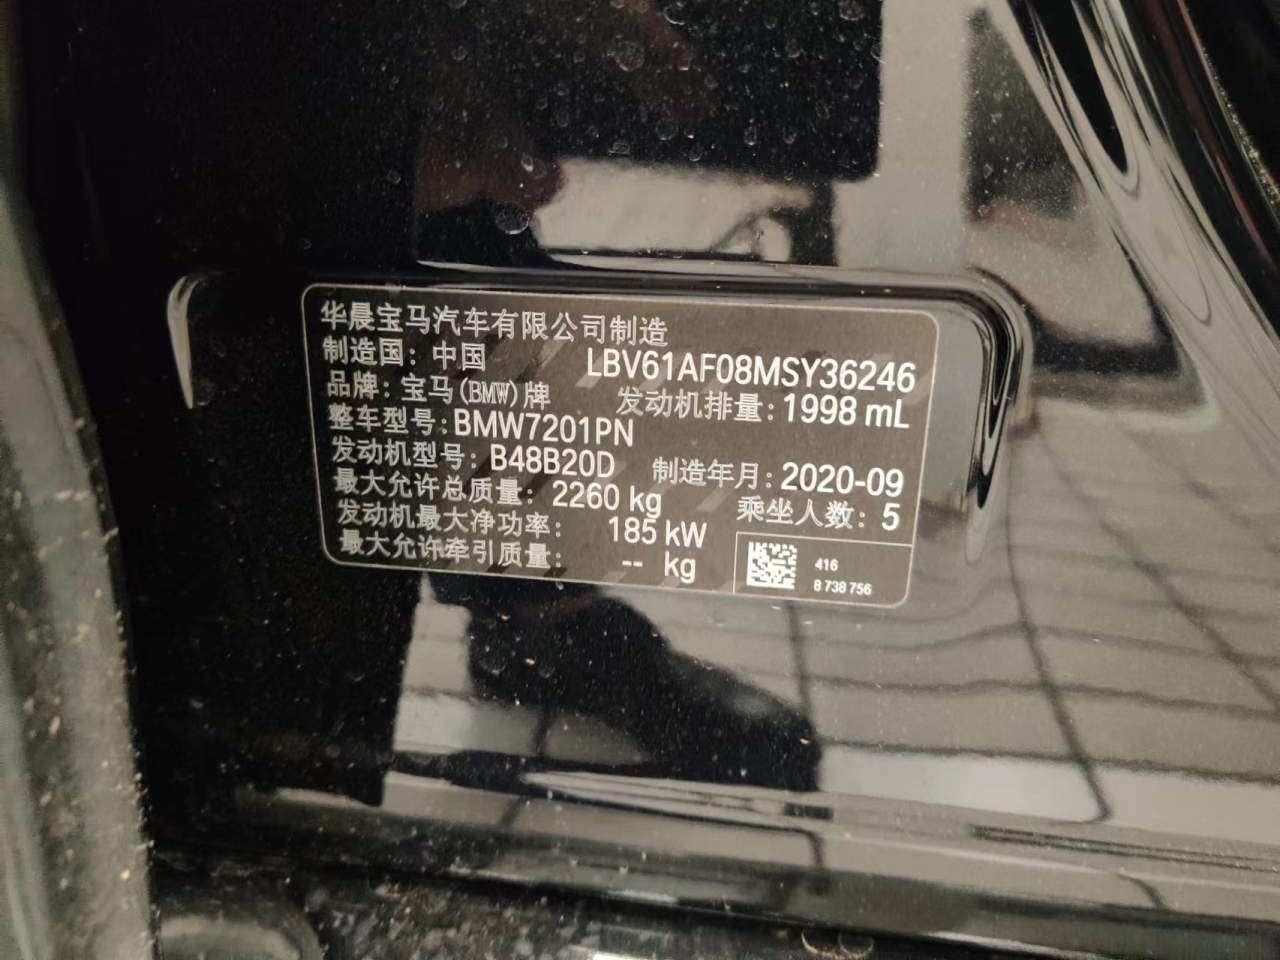 华晨宝马汽车有限公司制造
制造国：中国 LBV61AF08MSY36246
品牌：宝马(BMW)牌 发动机排量：1998 mL
整车型号：BMW7201PN
发动机型号：B48B20D 制造年月：2020-09
最大允许总质量：2260 kg 乘坐人数：5
发动机最大净功率：185 kW
最大允许牵引质量：-- kg
416
8 738 756